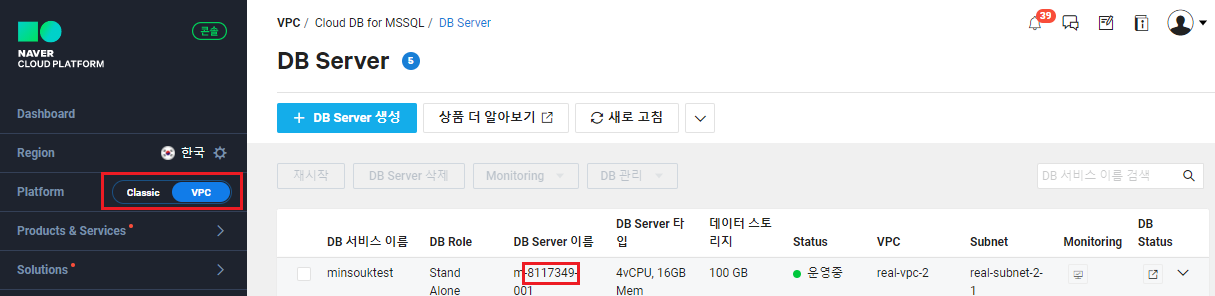 NAVER
CLOUD PLATFORM
콘솔
Dashboard
Region 한국
Platform Classic VPC
Products & Services
Solutions
VPC / Cloud DB for MSSQL / DB Server
39
DB Server 5
+ DB Server 생성 상품 더 알아보기 새로 고침
재시작 DB Server 삭제 Monitoring DB 관리 DB 서비스 이름 검색
DB 서비스 이름 DB Role DB Server 이름 DB Server 타입 데이터 스토리지 Status VPC Subnet Monitoring DB Status
minsouktest Stand Alone m-8117349-001 4vCPU, 16GB Mem 100 GB 운영중 real-vpc-2 real-subnet-2-1